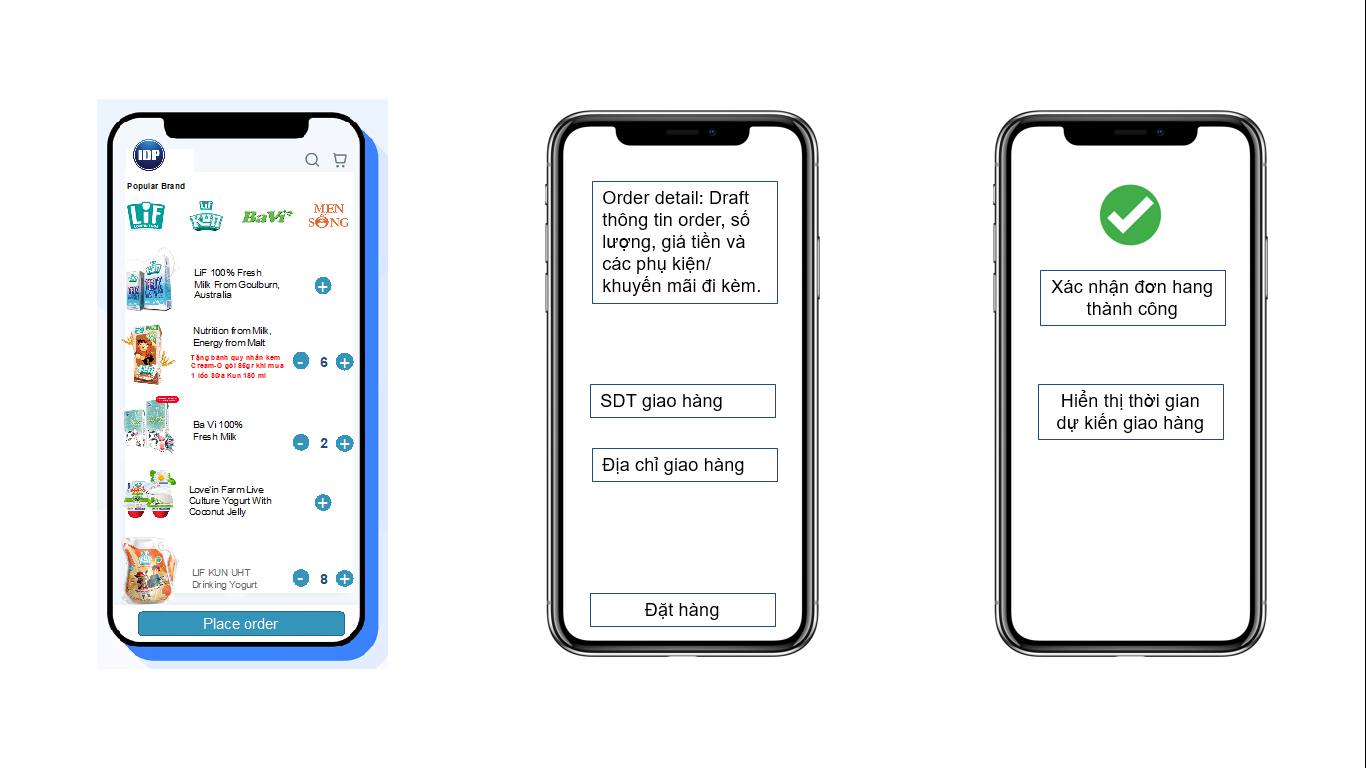 IDP
Popular Brand
LiF
LiF
KUN
BaVi
MEN
SỐNG
LiF 100% Fresh
Milk From Goulburn,
Australia
Nutrition from Milk,
Energy from Malt
Tặng bánh quy nhân kem
Cream-O gói 85gr khi mua
1 lốc Sữa Kun 180 ml
- 6 +
Ba Vì 100%
Fresh Milk
- 2 +
Love'in Farm Live
Culture Yogurt With
Coconut Jelly
LIF KUN UHT
Drinking Yogurt
- 8 +
Place order
Order detail: Draft
thông tin order, số
lượng, giá tiền và
các phụ kiện/
khuyến mãi đi kèm.
SDT giao hàng
Địa chỉ giao hàng
Đặt hàng
Xác nhận đơn hang
thành công
Hiển thị thời gian
dự kiến giao hàng